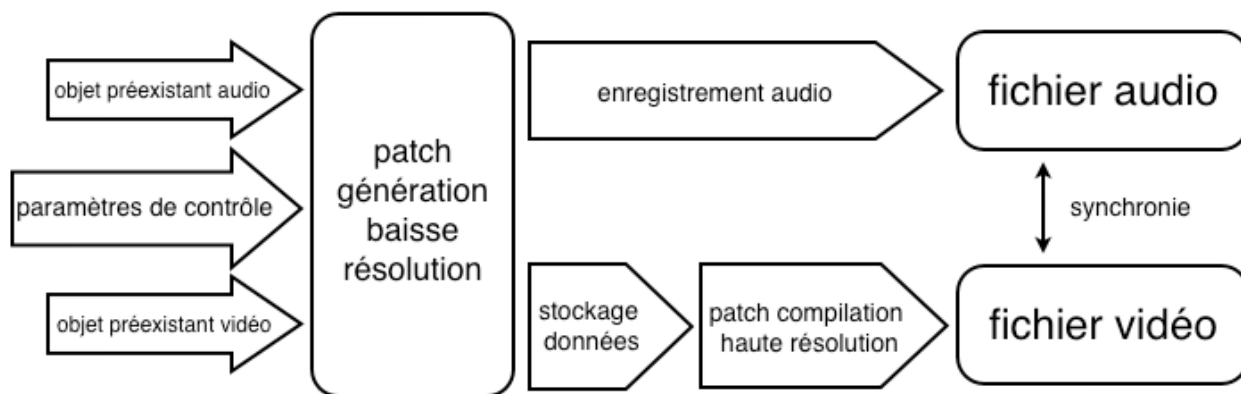 objet préexistant audio
paramètres de contrôle
objet préexistant vidéo
patch
génération
baisse
résolution
enregistrement audio
fichier audio
synchronie
stockage
données
patch compilation
haute résolution
fichier vidéo